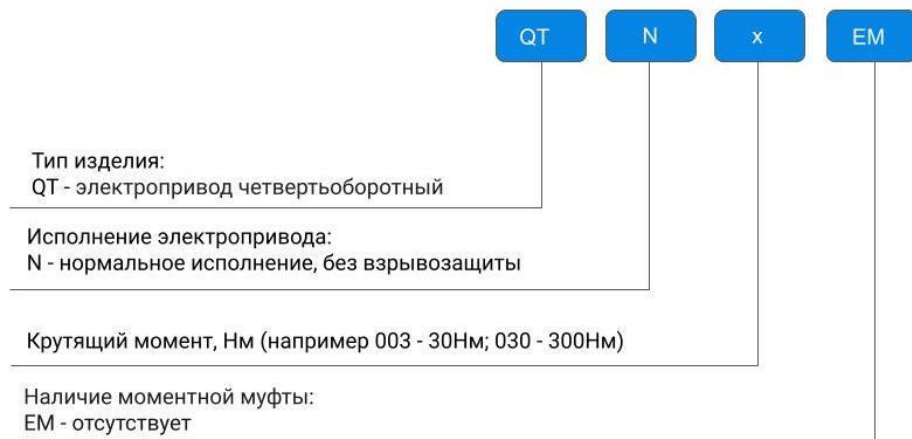 QT N x EM
Тип изделия:
QT - электропривод четвертьоборотный
Исполнение электропривода:
N - нормальное исполнение, без взрывозащиты
Крутящий момент, Нм (например 003 - 30Нм; 030 - 300Нм)
Наличие моментной муфты:
EM - отсутствует